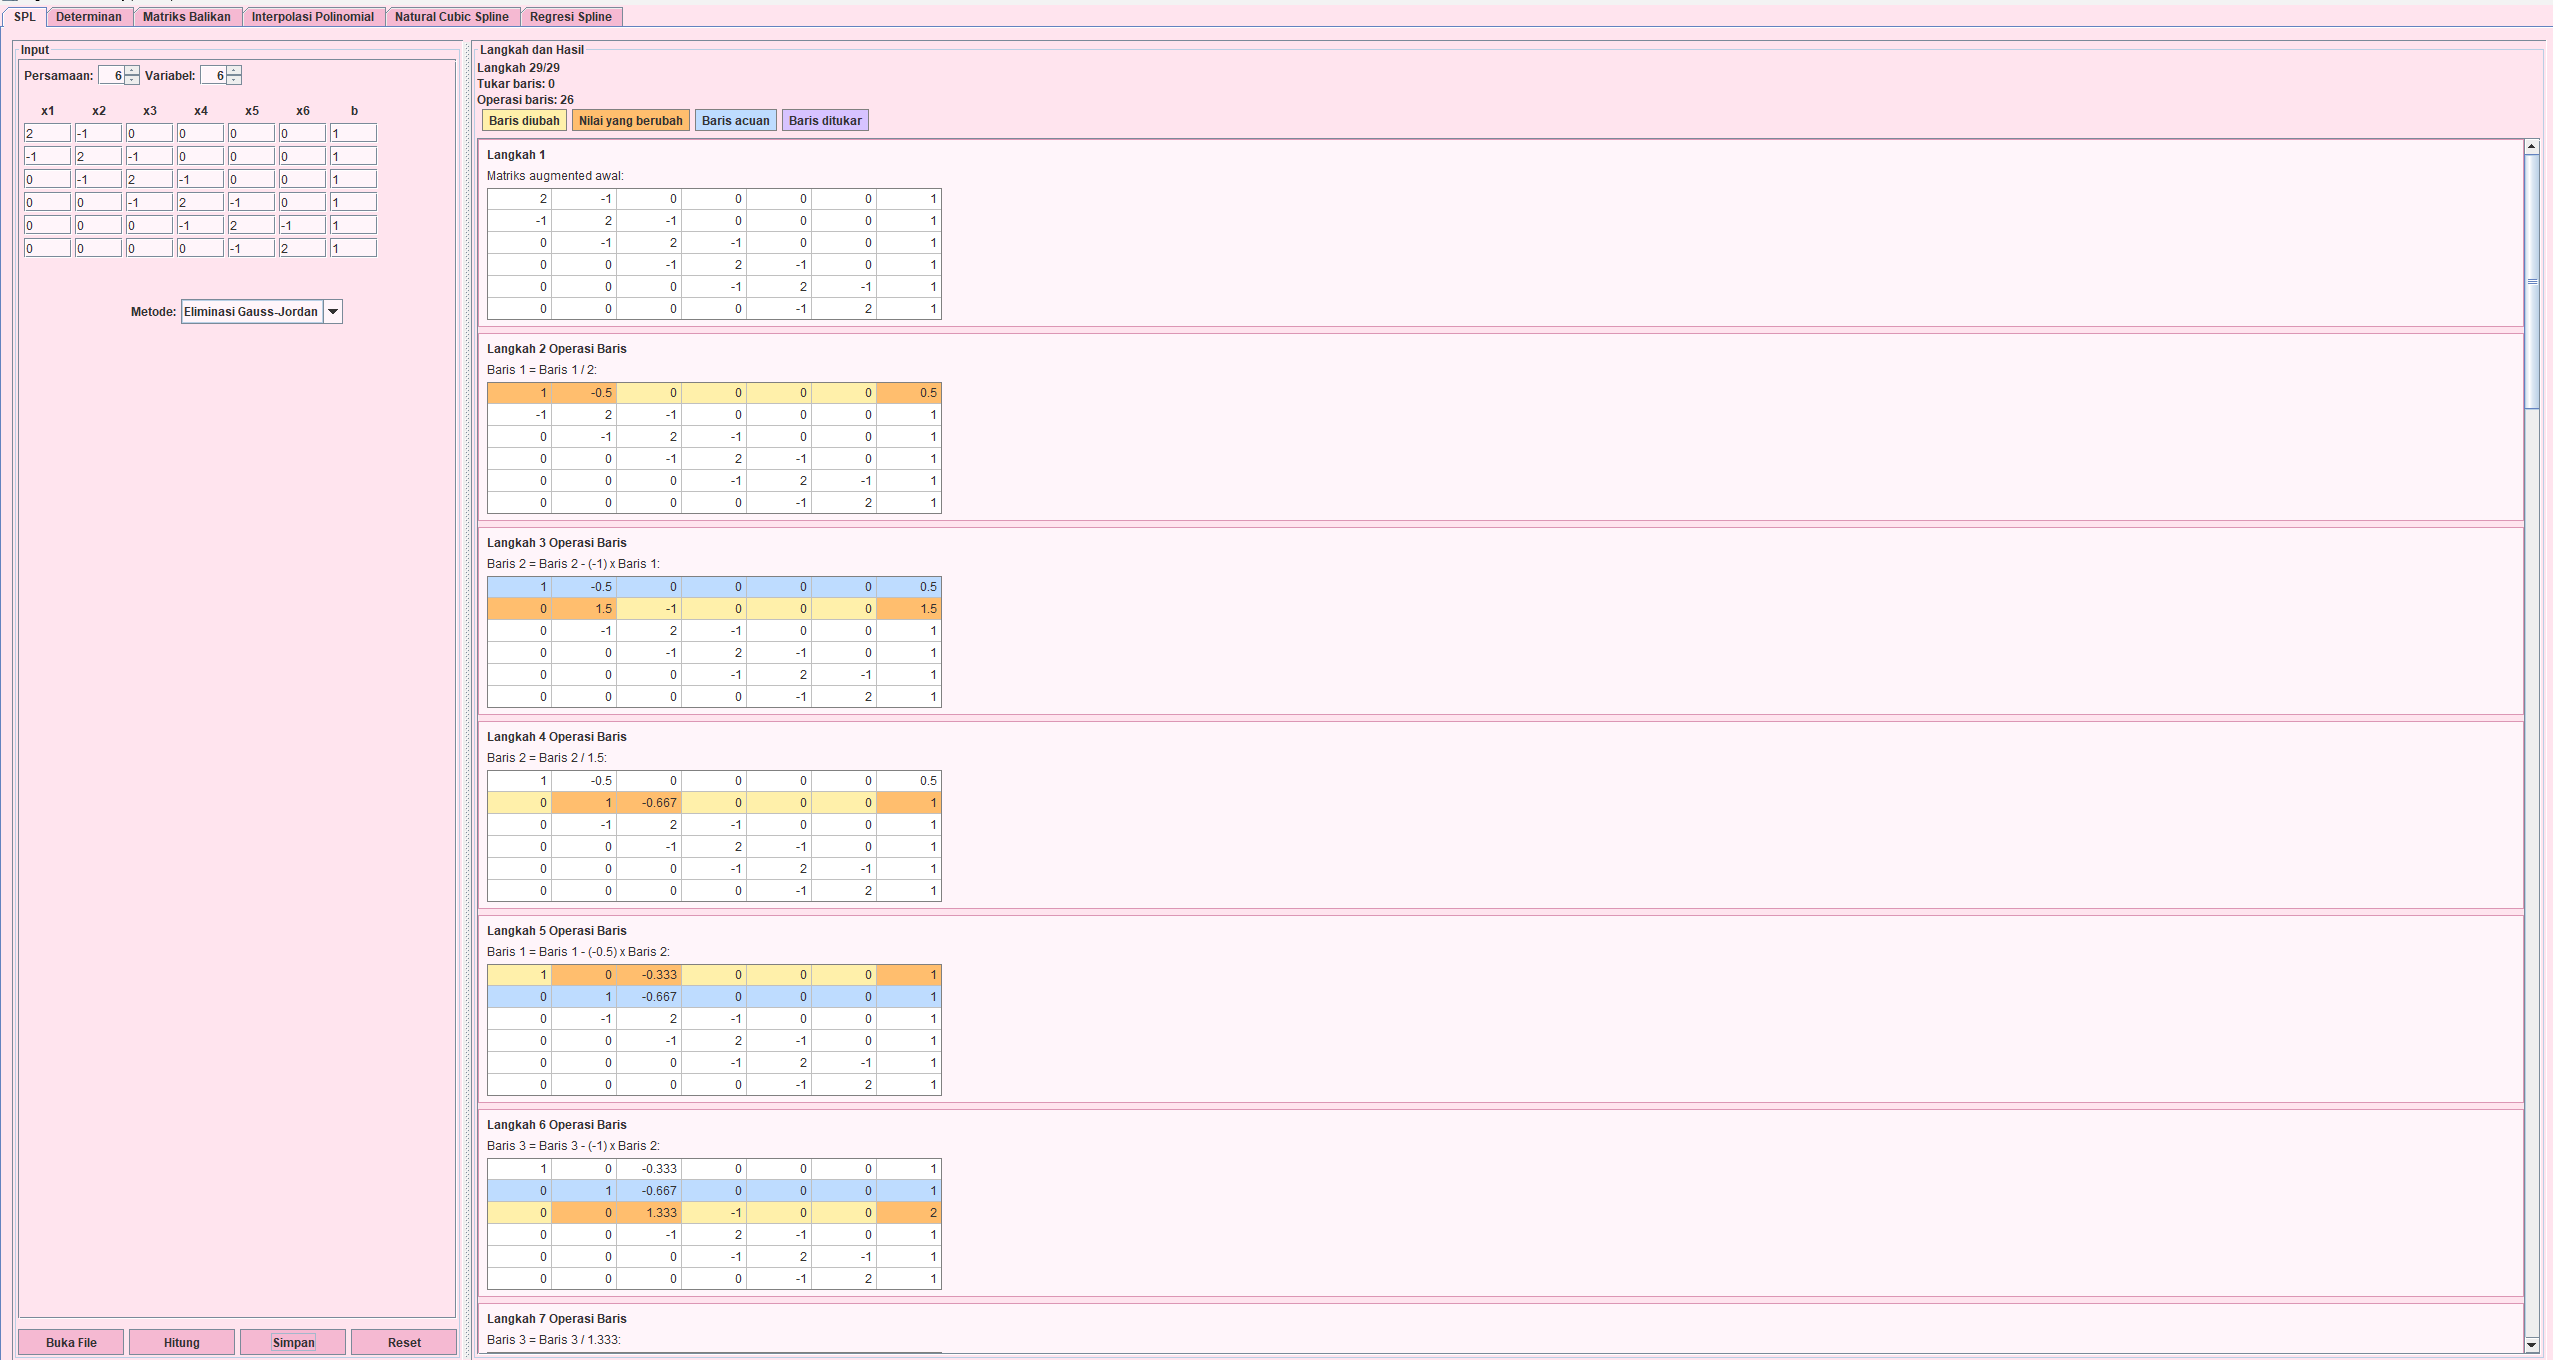 SPL Determinan Matriks Balikan Interpolasi Polinomial Natural Cubic Spline Regresi Spline
Input
Persamaan: 6 Variabel: 6
x1 x2 x3 x4 x5 x6 b
2 -1 0 0 0 0 1
-1 2 -1 0 0 0 1
0 -1 2 -1 0 0 1
0 0 -1 2 -1 0 1
0 0 0 -1 2 -1 1
0 0 0 0 -1 2 1
Metode: Eliminasi Gauss-Jordan
Buka File Hitung Simpan Reset
Langkah dan Hasil
Langkah 29/29
Tukar baris: 0
Operasi baris: 26
Baris diubah Nilai yang berubah Baris acuan Baris ditukar
Langkah 1
Matriks augmented awal:
2 -1 0 0 0 0 1
-1 2 -1 0 0 0 1
0 -1 2 -1 0 0 1
0 0 -1 2 -1 0 1
0 0 0 -1 2 -1 1
0 0 0 0 -1 2 1
Langkah 2 Operasi Baris
Baris 1 = Baris 1 / 2:
1 -0.5 0 0 0 0 0.5
-1 2 -1 0 0 0 1
0 -1 2 -1 0 0 1
0 0 -1 2 -1 0 1
0 0 0 -1 2 -1 1
0 0 0 0 -1 2 1
Langkah 3 Operasi Baris
Baris 2 = Baris 2 - (-1) x Baris 1:
1 -0.5 0 0 0 0 0.5
0 1.5 -1 0 0 0 1.5
0 -1 2 -1 0 0 1
0 0 -1 2 -1 0 1
0 0 0 -1 2 -1 1
0 0 0 0 -1 2 1
Langkah 4 Operasi Baris
Baris 2 = Baris 2 / 1.5:
1 -0.5 0 0 0 0 0.5
0 1 -0.667 0 0 0 1
0 -1 2 -1 0 0 1
0 0 -1 2 -1 0 1
0 0 0 -1 2 -1 1
0 0 0 0 -1 2 1
Langkah 5 Operasi Baris
Baris 1 = Baris 1 - (-0.5) x Baris 2:
1 0 -0.333 0 0 0 1
0 1 -0.667 0 0 0 1
0 -1 2 -1 0 0 1
0 0 -1 2 -1 0 1
0 0 0 -1 2 -1 1
0 0 0 0 -1 2 1
Langkah 6 Operasi Baris
Baris 3 = Baris 3 - (-1) x Baris 2:
1 0 -0.333 0 0 0 1
0 1 -0.667 0 0 0 1
0 0 1.333 -1 0 0 2
0 0 -1 2 -1 0 1
0 0 0 -1 2 -1 1
0 0 0 0 -1 2 1
Langkah 7 Operasi Baris
Baris 3 = Baris 3 / 1.333: